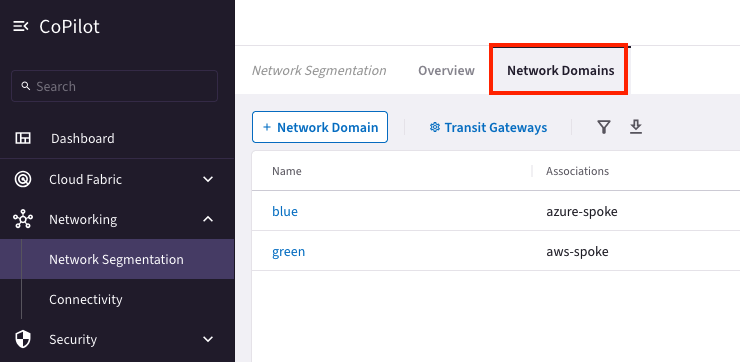 CoPilot
Search
Dashboard
Cloud Fabric
Networking
Network Segmentation
Connectivity
Security
Network Segmentation Overview Network Domains
+ Network Domain Transit Gateways
Name Associations
blue azure-spoke
green aws-spoke